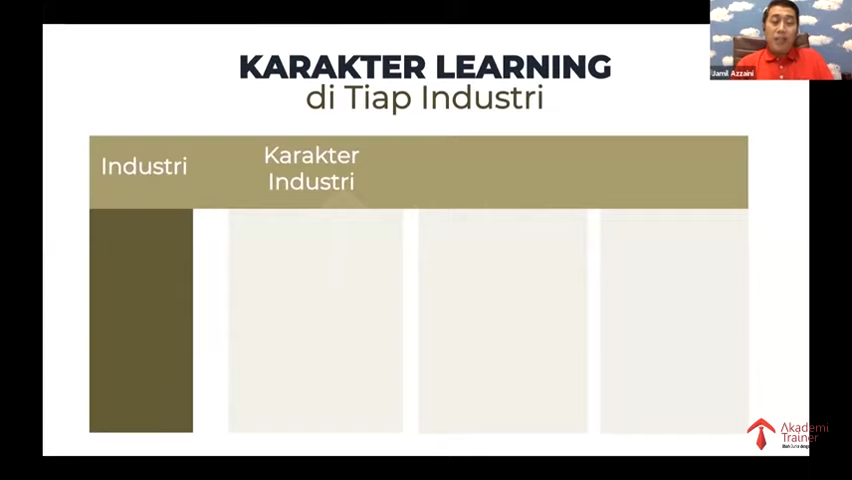 KARAKTER LEARNING
di Tiap Industri
Jamil Azzaini
Industri
Karakter
Industri
Akademi
Trainer